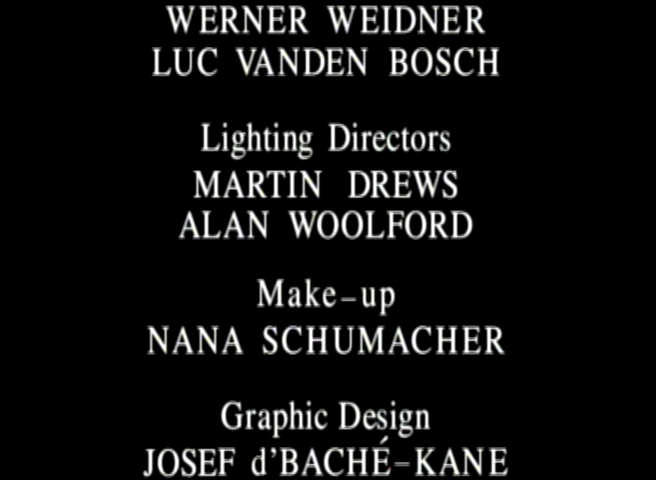 WERNER WEIDNER
LUC VANDEN BOSCH
Lighting Directors
MARTIN DREWS
ALAN WOOLFORD
Make-up
NANA SCHUMACHER
Graphic Design
JOSEF d'BACHÉ-KANE